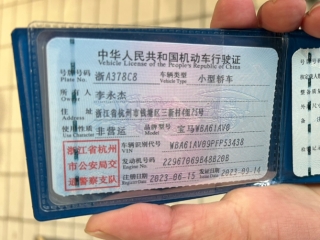 中华人民共和国机动车行驶证
Vehicle License of the People's Republic of China
号牌号码 浙A378C8 车辆类型 小型轿车
Plate No. Vehicle Type
所有人 李永杰
Owner
住址 浙江省杭州市钱塘区三新村4组25号
Address
使用性质 非营运 品牌型号 宝马WBA61AV0
Use Character Model
浙江省杭州
市公安局交
通警察支队
车辆识别代号 WBA61AV09PFPS3438
VIN
发动机号码 229620698488208
Engine No.
注册日期 2023-06-15 发证日期 2023-09-14
Register Date Issue Date